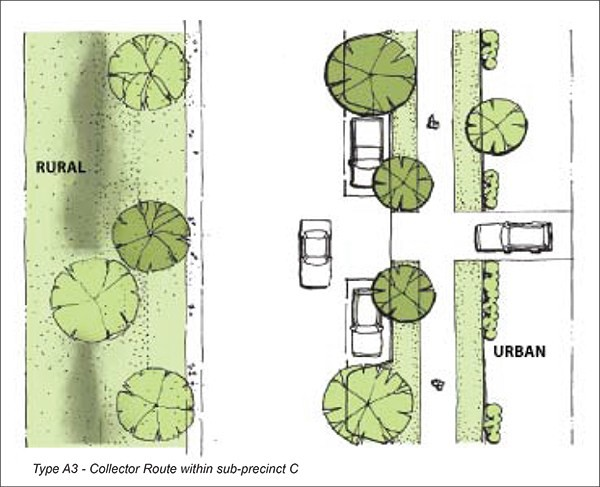 RURAL
URBAN
Type A3 - Collector Route within sub-precinct C